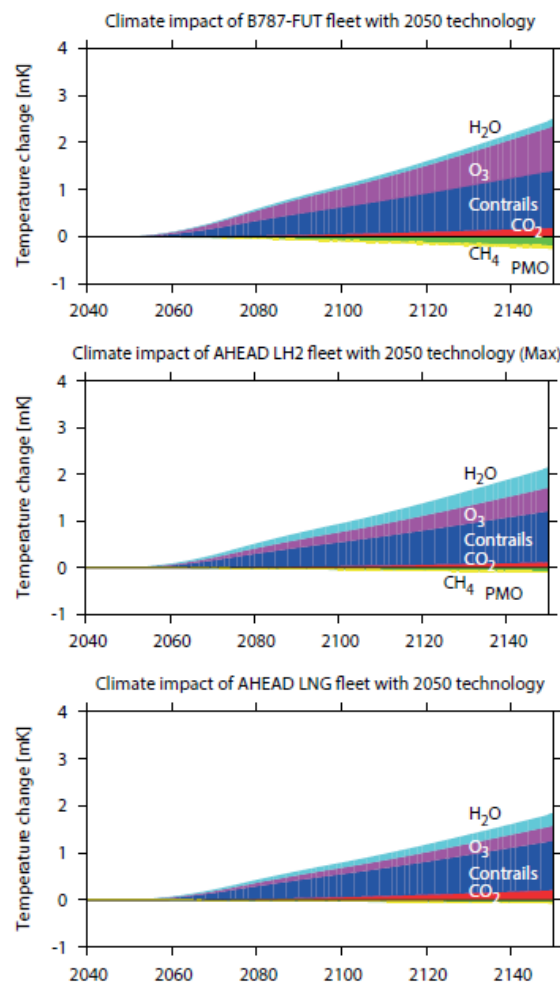 Climate impact of B787-FUT fleet with 2050 technology
Temperature change [mK]
4
3
2
1
0
-1
H2O
O3
Contrails
CO2
CH4
PMO
2040 2060 2080 2100 2120 2140
Climate impact of AHEAD LH2 fleet with 2050 technology (Max)
Temperature change [mK]
4
3
2
1
0
-1
H2O
O3
Contrails
CO2
CH4 PMO
2040 2060 2080 2100 2120 2140
Climate impact of AHEAD LNG fleet with 2050 technology
Temperature change [mK]
4
3
2
1
0
-1
H2O
O3
Contrails
CO2
2040 2060 2080 2100 2120 2140